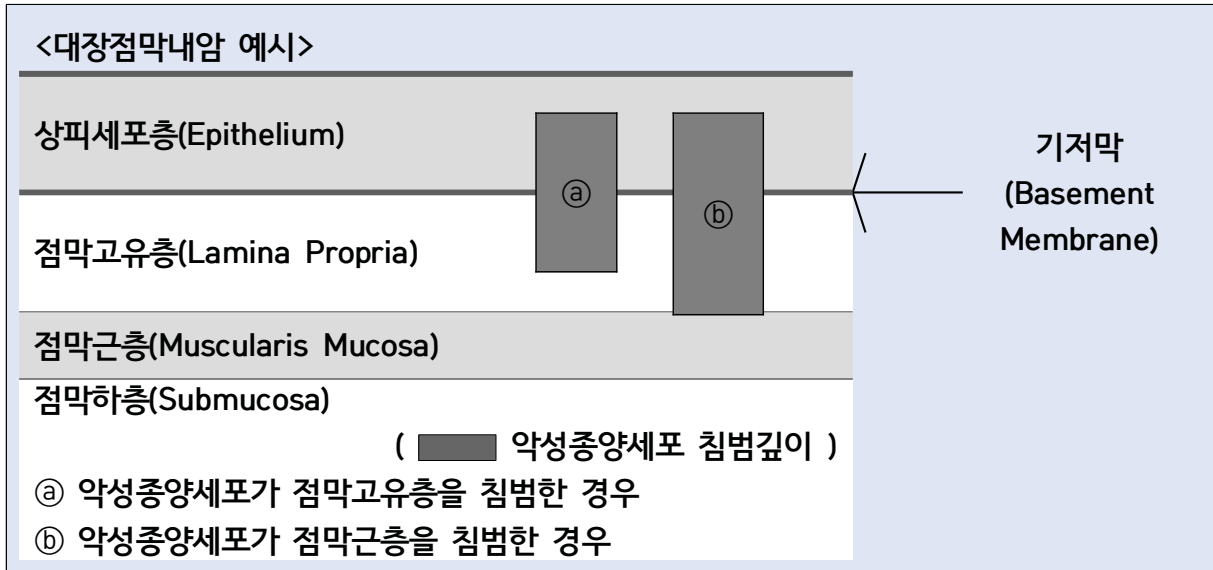 <대장점막내암 예시>
상피세포층(Epithelium)
기저막
(Basement
Membrane)
ⓐ
ⓑ
점막고유층(Lamina Propria)
점막근층(Muscularis Mucosa)
점막하층(Submucosa)
( 악성종양세포 침범깊이 )
ⓐ 악성종양세포가 점막고유층을 침범한 경우
ⓑ 악성종양세포가 점막근층을 침범한 경우